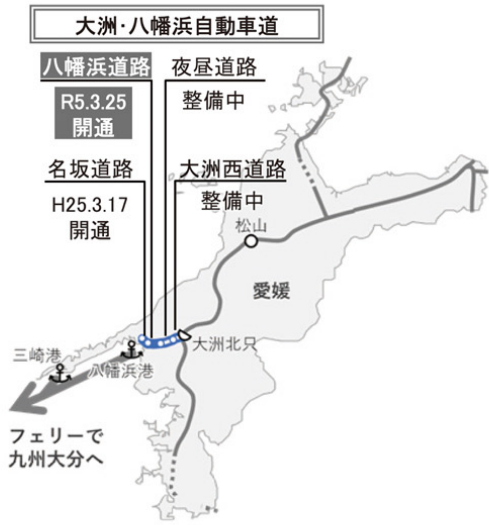 大洲･八幡浜自動車道
八幡浜道路
R5.3.25
開通
夜昼道路
整備中
名坂道路
H25.3.17
開通
大洲西道路
整備中
松山
愛媛
大洲北只
三崎港
八幡浜港
フェリーで
九州大分へ